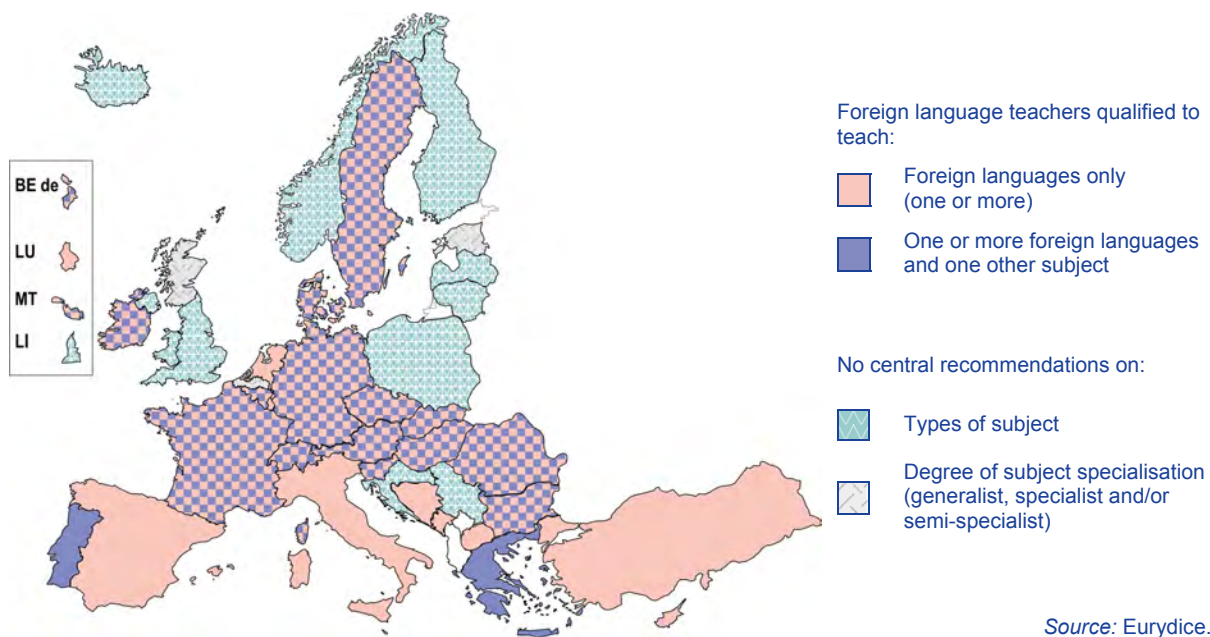 BE de
LU
MT
LI
Foreign language teachers qualified to
teach:
Foreign languages only
(one or more)
One or more foreign languages
and one other subject
No central recommendations on:
Types of subject
Degree of subject specialisation
(generalist, specialist and/or
semi-specialist)
Source: Eurydice.